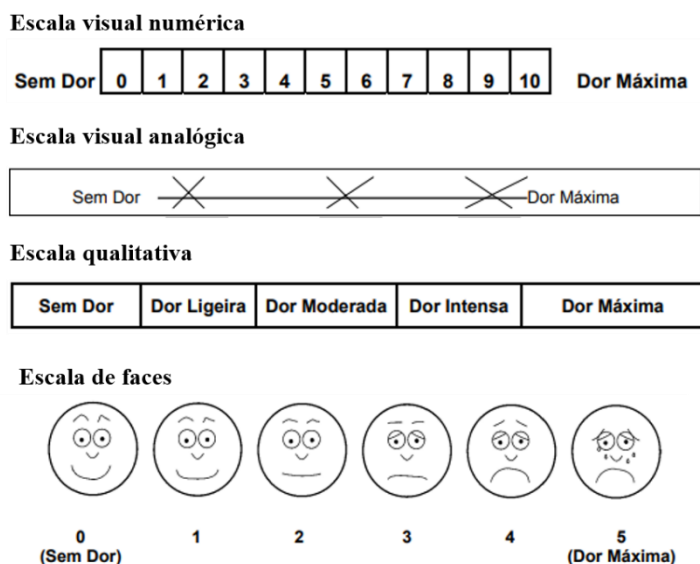 Escala visual numérica
Sem Dor 0 1 2 3 4 5 6 7 8 9 10 Dor Máxima
Escala visual analógica
Sem Dor Dor Máxima
Escala qualitativa
Sem Dor Dor Ligeira Dor Moderada Dor Intensa Dor Máxima
Escala de faces
0 1 2 3 4 5
(Sem Dor) (Dor Máxima)